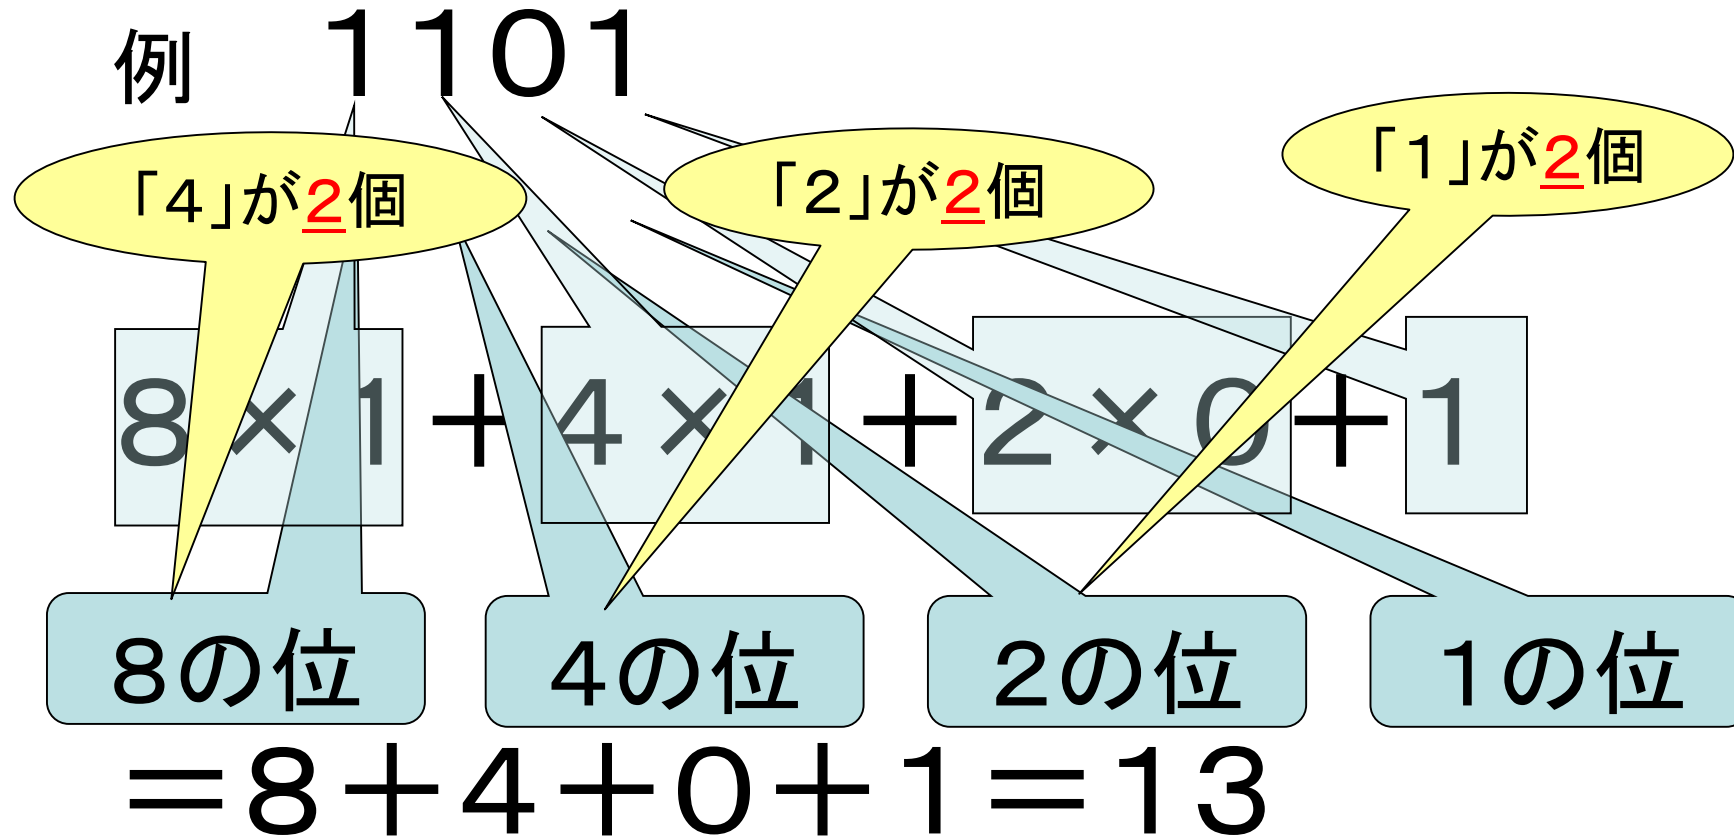 例 １１０１
「４」が２個
「２」が２個
「１」が２個
８×１＋４×１＋２×０＋１
８の位
４の位
２の位
１の位
＝８＋４＋０＋１＝１３